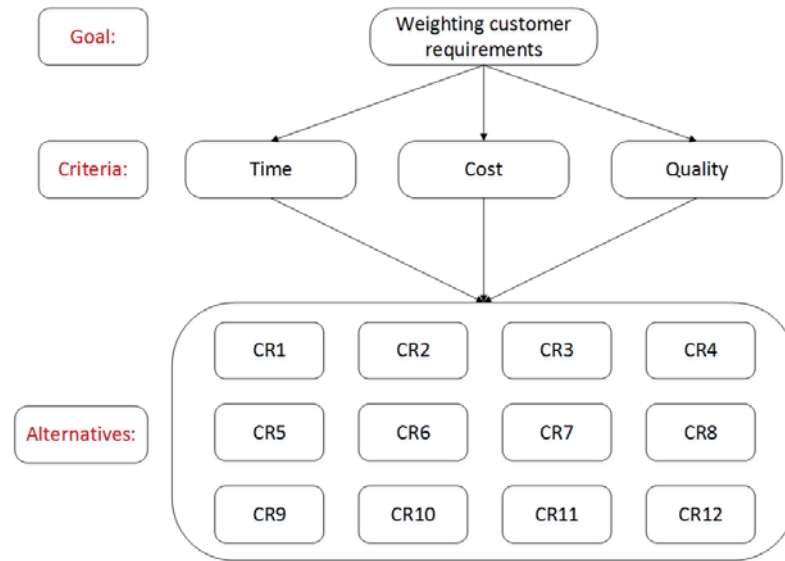 Goal:
Weighting customer
requirements
Criteria:
Time
Cost
Quality
CR1
CR2
CR3
CR4
Alternatives:
CR5
CR6
CR7
CR8
CR9
CR10
CR11
CR12